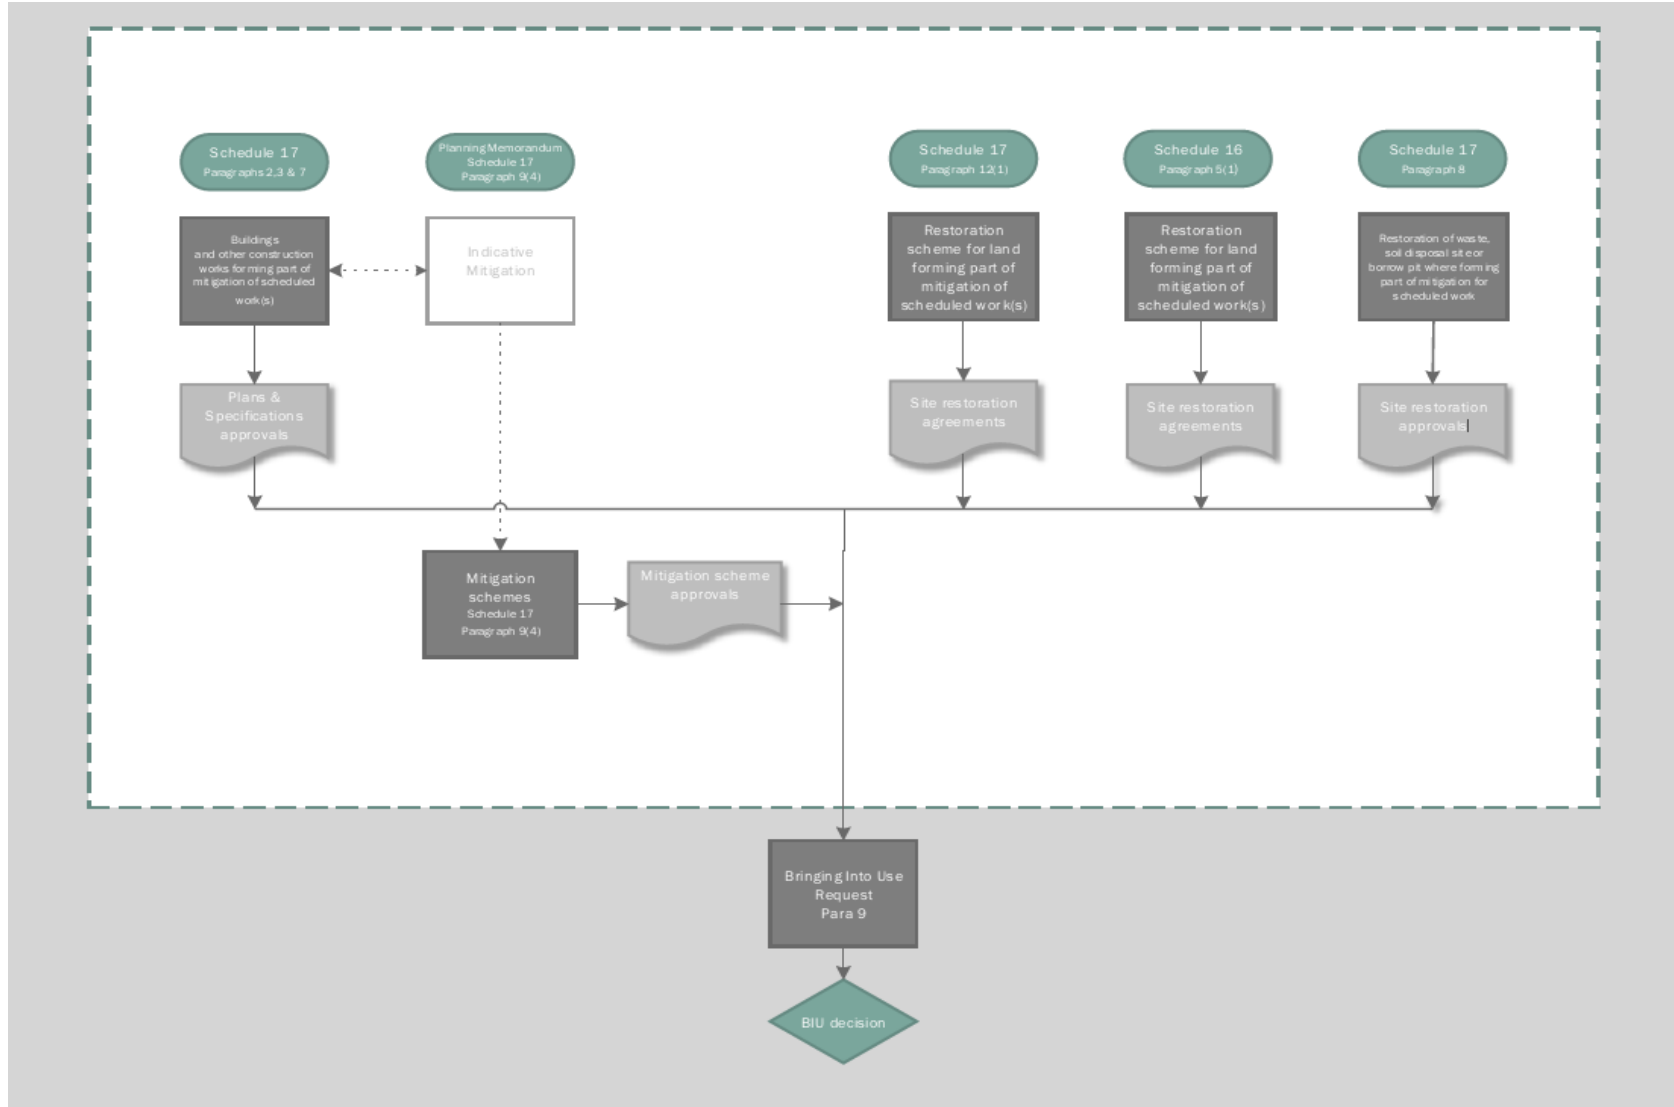 Schedule 17
Paragraphs 2,3 & 7
Planning Memorandum
Schedule 17
Paragraph 9(4)
Schedule 17
Paragraph 12(1)
Schedule 16
Paragraph 5(1)
Schedule 17
Paragraph 8
Buildings
and other construction
works forming part of
mitigation of scheduled
work(s)
Indicative
Mitigation
Restoration
scheme for land
forming part of
mitigation of
scheduled work(s)
Restoration
scheme for land
forming part of
mitigation of
scheduled work(s)
Restoration of waste,
soil disposal site or
borrow pit where forming
part of mitigation for
scheduled work
Plans &
Specifications
approvals
Site restoration
agreements
Site restoration
agreements
Site restoration
approvals
Mitigation
schemes
Schedule 17
Paragraph 9(4)
Mitigation scheme
approvals
Bringing Into Use
Request
Para 9
BIU decision